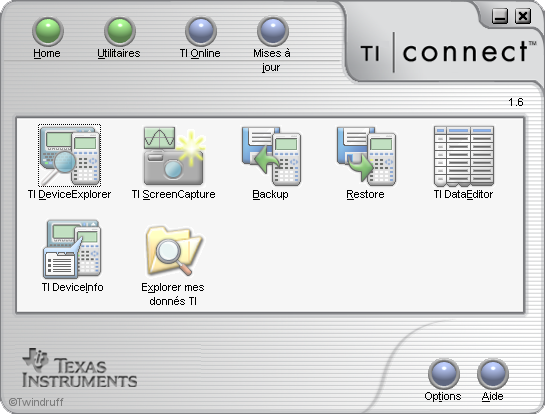 Home
Utilitaires
TI Online
Mises à
jour
TI connect™
1.6
TI DeviceExplorer
TI ScreenCapture
Backup
Restore
TI DataEditor
TI DeviceInfo
Explorer mes
donnés TI
TEXAS
INSTRUMENTS
©Twindruff
Options
Aide